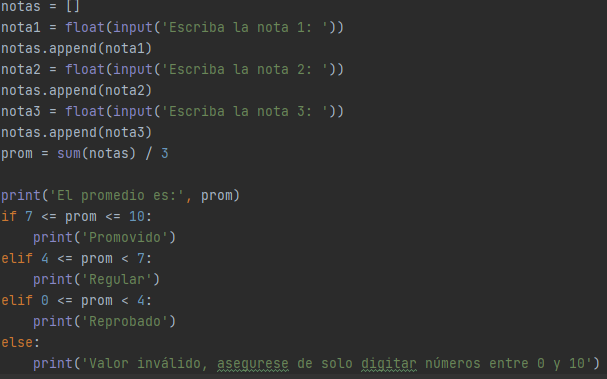 notas = []
nota1 = float(input('Escriba la nota 1: '))
notas.append(nota1)
nota2 = float(input('Escriba la nota 2: '))
notas.append(nota2)
nota3 = float(input('Escriba la nota 3: '))
notas.append(nota3)
prom = sum(notas) / 3

print('El promedio es:', prom)
if 7 <= prom <= 10:
    print('Promovido')
elif 4 <= prom < 7:
    print('Regular')
elif 0 <= prom < 4:
    print('Reprobado')
else:
    print('Valor inválido, asegurese de solo digitar números entre 0 y 10')